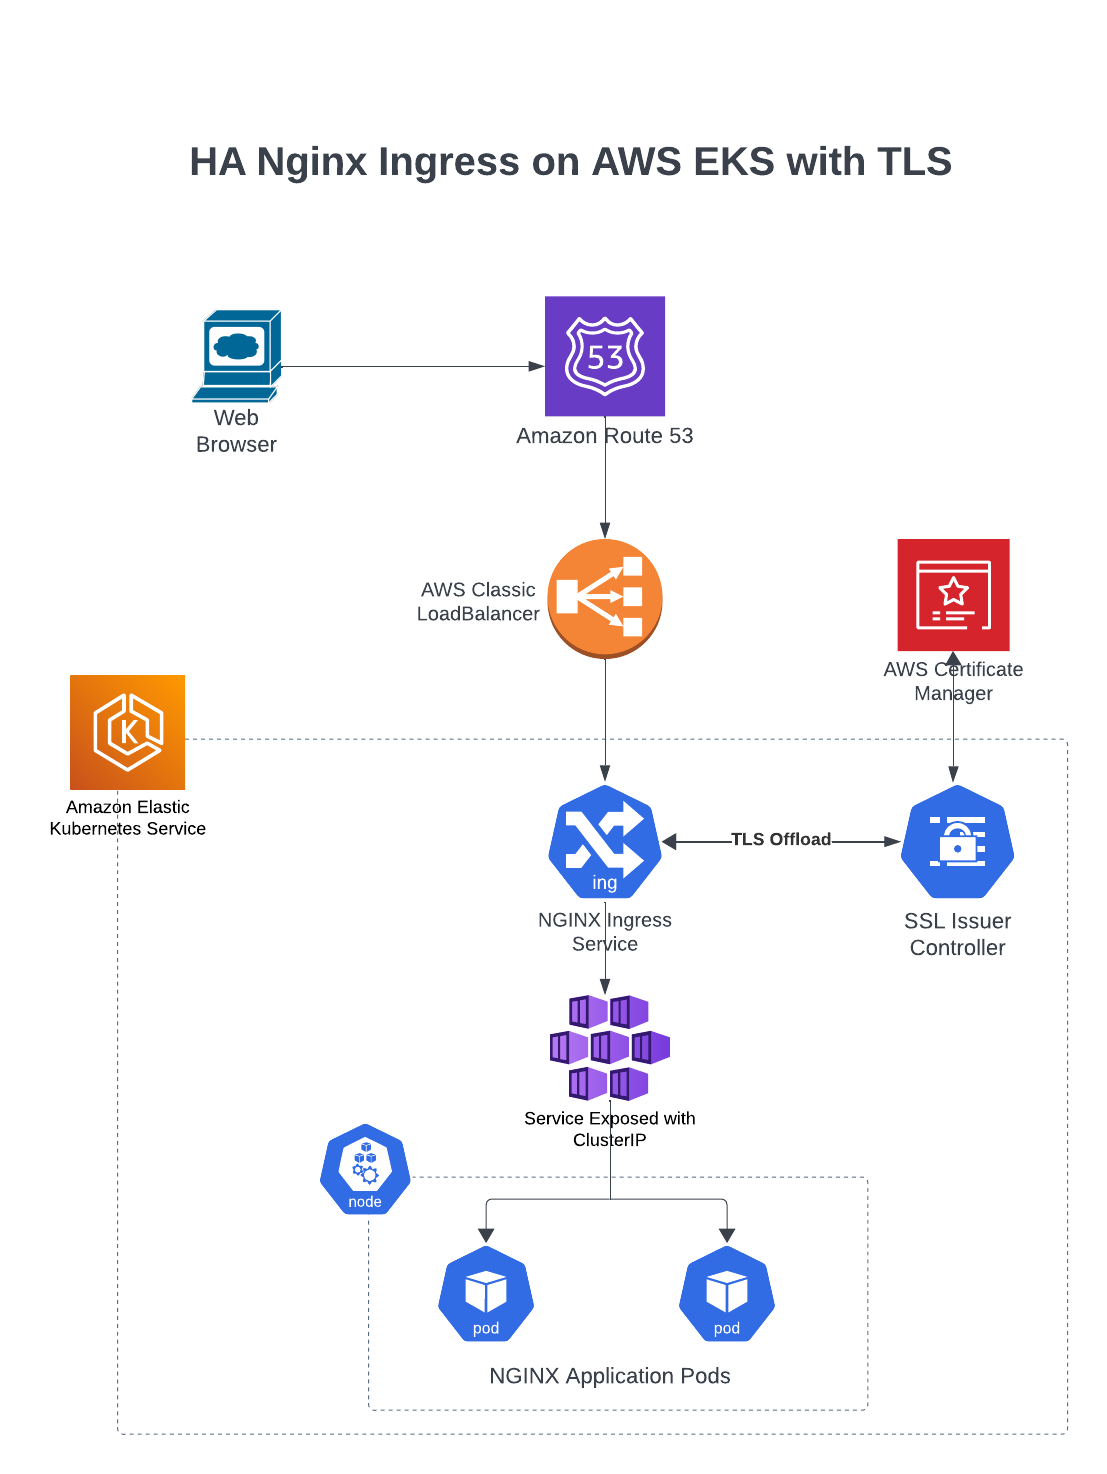 HA Nginx Ingress on AWS EKS with TLS
53
Web
Browser
Amazon Route 53
AWS Classic
LoadBalancer
AWS Certificate
Manager
K
Amazon Elastic
Kubernetes Service
ing
TLS Offload
NGINX Ingress
Service
SSL Issuer
Controller
Service Exposed with
ClusterIP
node
pod
pod
NGINX Application Pods